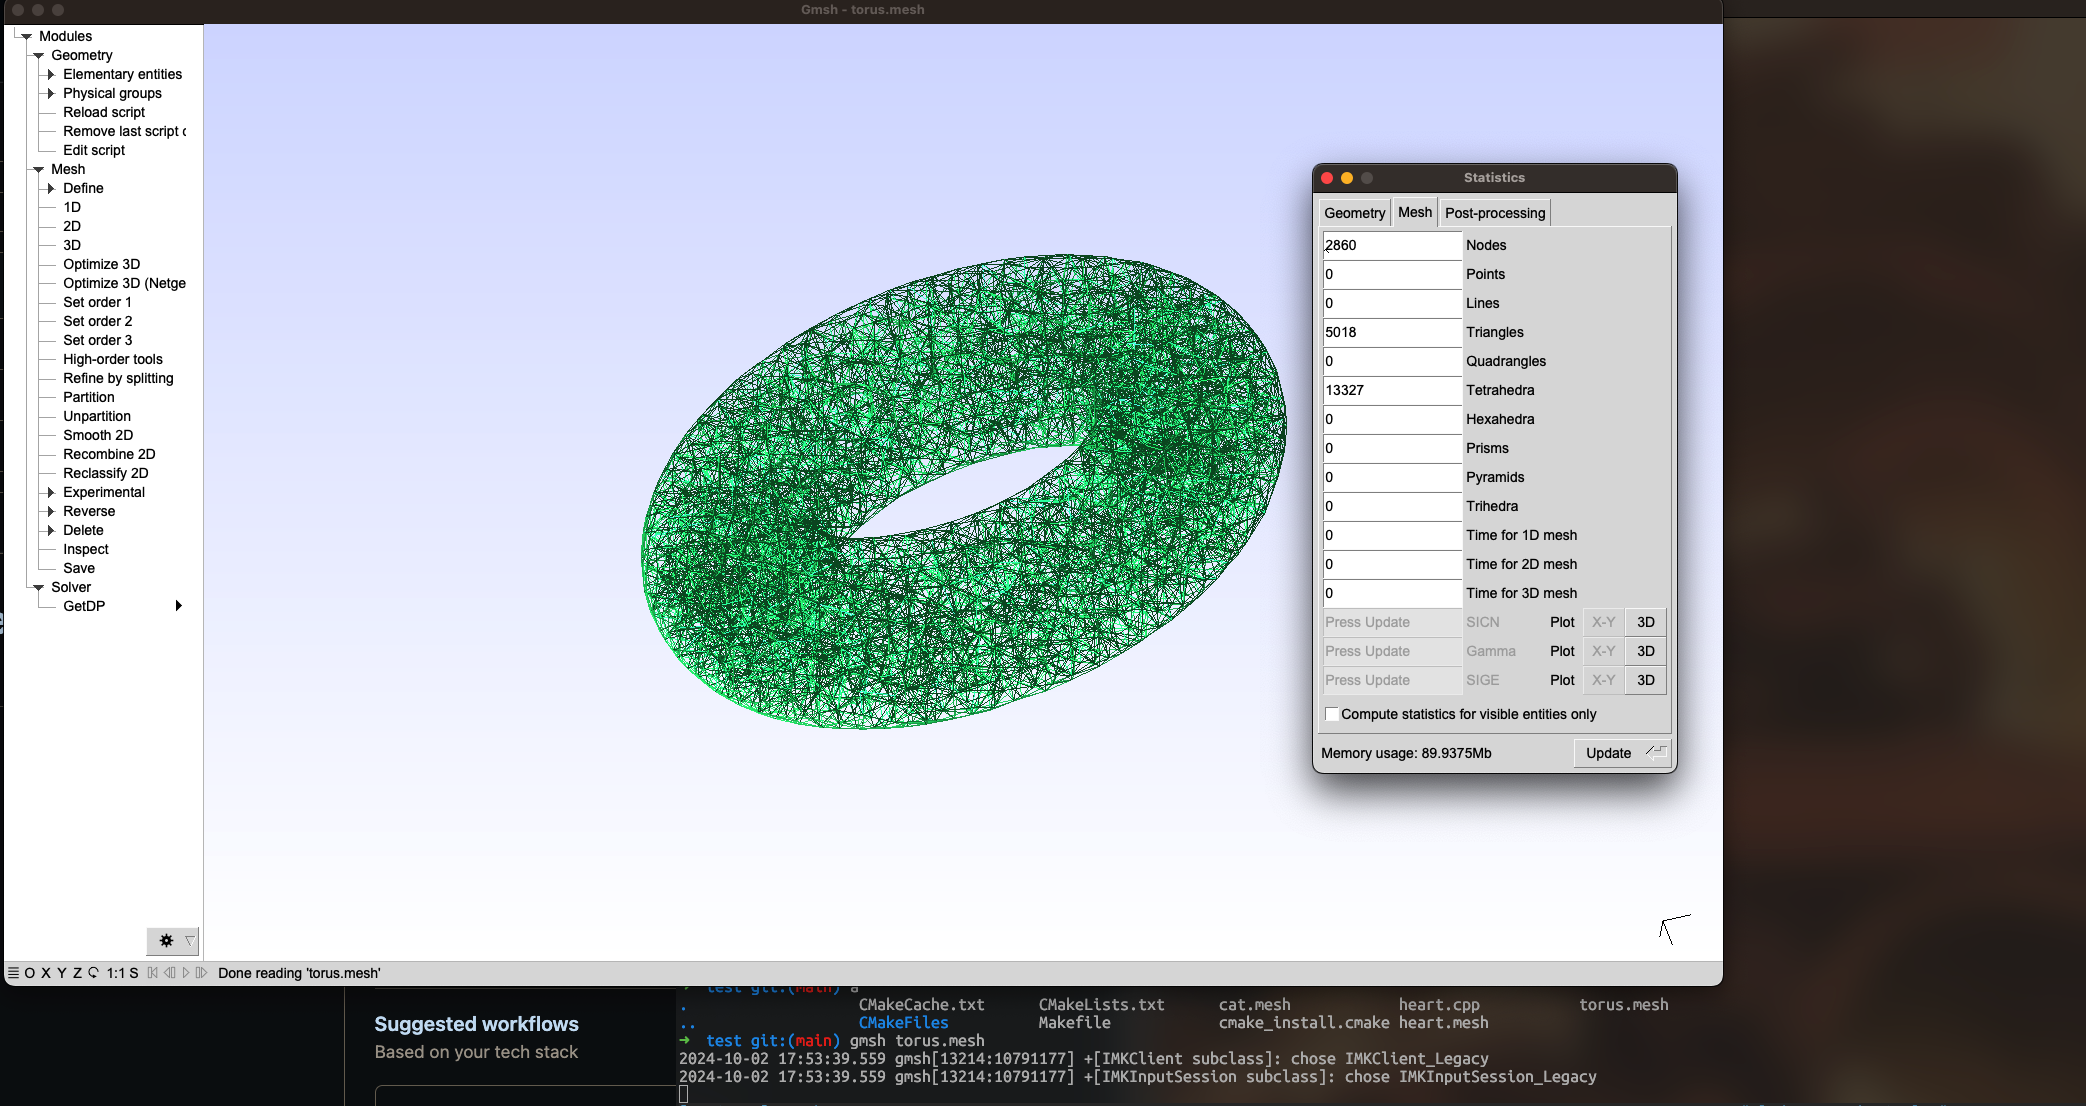 Gmsh - torus.mesh
Modules
Geometry
Elementary entities
Physical groups
Reload script
Remove last script c
Edit script
Mesh
Define
1D
2D
3D
Optimize 3D
Optimize 3D (Netge
Set order 1
Set order 2
Set order 3
High-order tools
Refine by splitting
Partition
Unpartition
Smooth 2D
Recombine 2D
Reclassify 2D
Experimental
Reverse
Delete
Inspect
Save
Solver
GetDP
Statistics
Geometry Mesh Post-processing
2860 Nodes
0 Points
0 Lines
5018 Triangles
0 Quadrangles
13327 Tetrahedra
0 Hexahedra
0 Prisms
0 Pyramids
0 Trihedra
0 Time for 1D mesh
0 Time for 2D mesh
0 Time for 3D mesh
Press Update SICN Plot X-Y 3D
Press Update Gamma Plot X-Y 3D
Press Update SIGE Plot X-Y 3D
Compute statistics for visible entities only
Memory usage: 89.9375Mb Update
O X Y Z 1:1 S Done reading 'torus.mesh'
Suggested workflows
Based on your tech stack
test git:(main) a
. CMakeCache.txt CMakeLists.txt cat.mesh heart.cpp torus.mesh
.. CMakeFiles Makefile cmake_install.cmake heart.mesh
➜ test git:(main) gmsh torus.mesh
2024-10-02 17:53:39.559 gmsh[13214:10791177] +[IMKClient subclass]: chose IMKClient_Legacy
2024-10-02 17:53:39.559 gmsh[13214:10791177] +[IMKInputSession subclass]: chose IMKInputSession_Legacy